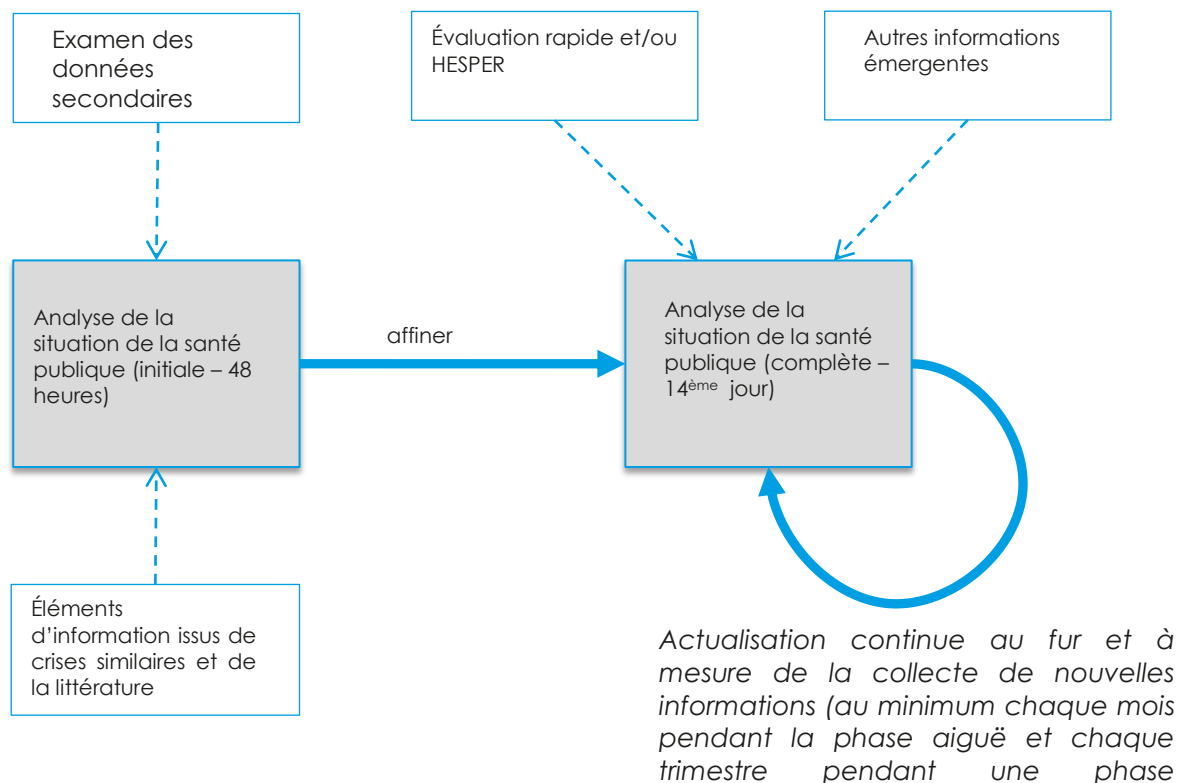 Examen des
données
secondaires
Évaluation rapide et/ou
HESPER
Autres informations
émergentes
Analyse de la
situation de la santé
publique (initiale – 48
heures)
affiner
Analyse de la
situation de la santé
publique (complète –
14ème jour)
Éléments
d’information issus de
crises similaires et de
la littérature
Actualisation continue au fur et à
mesure de la collecte de nouvelles
informations (au minimum chaque mois
pendant la phase aiguë et chaque
trimestre pendant une phase